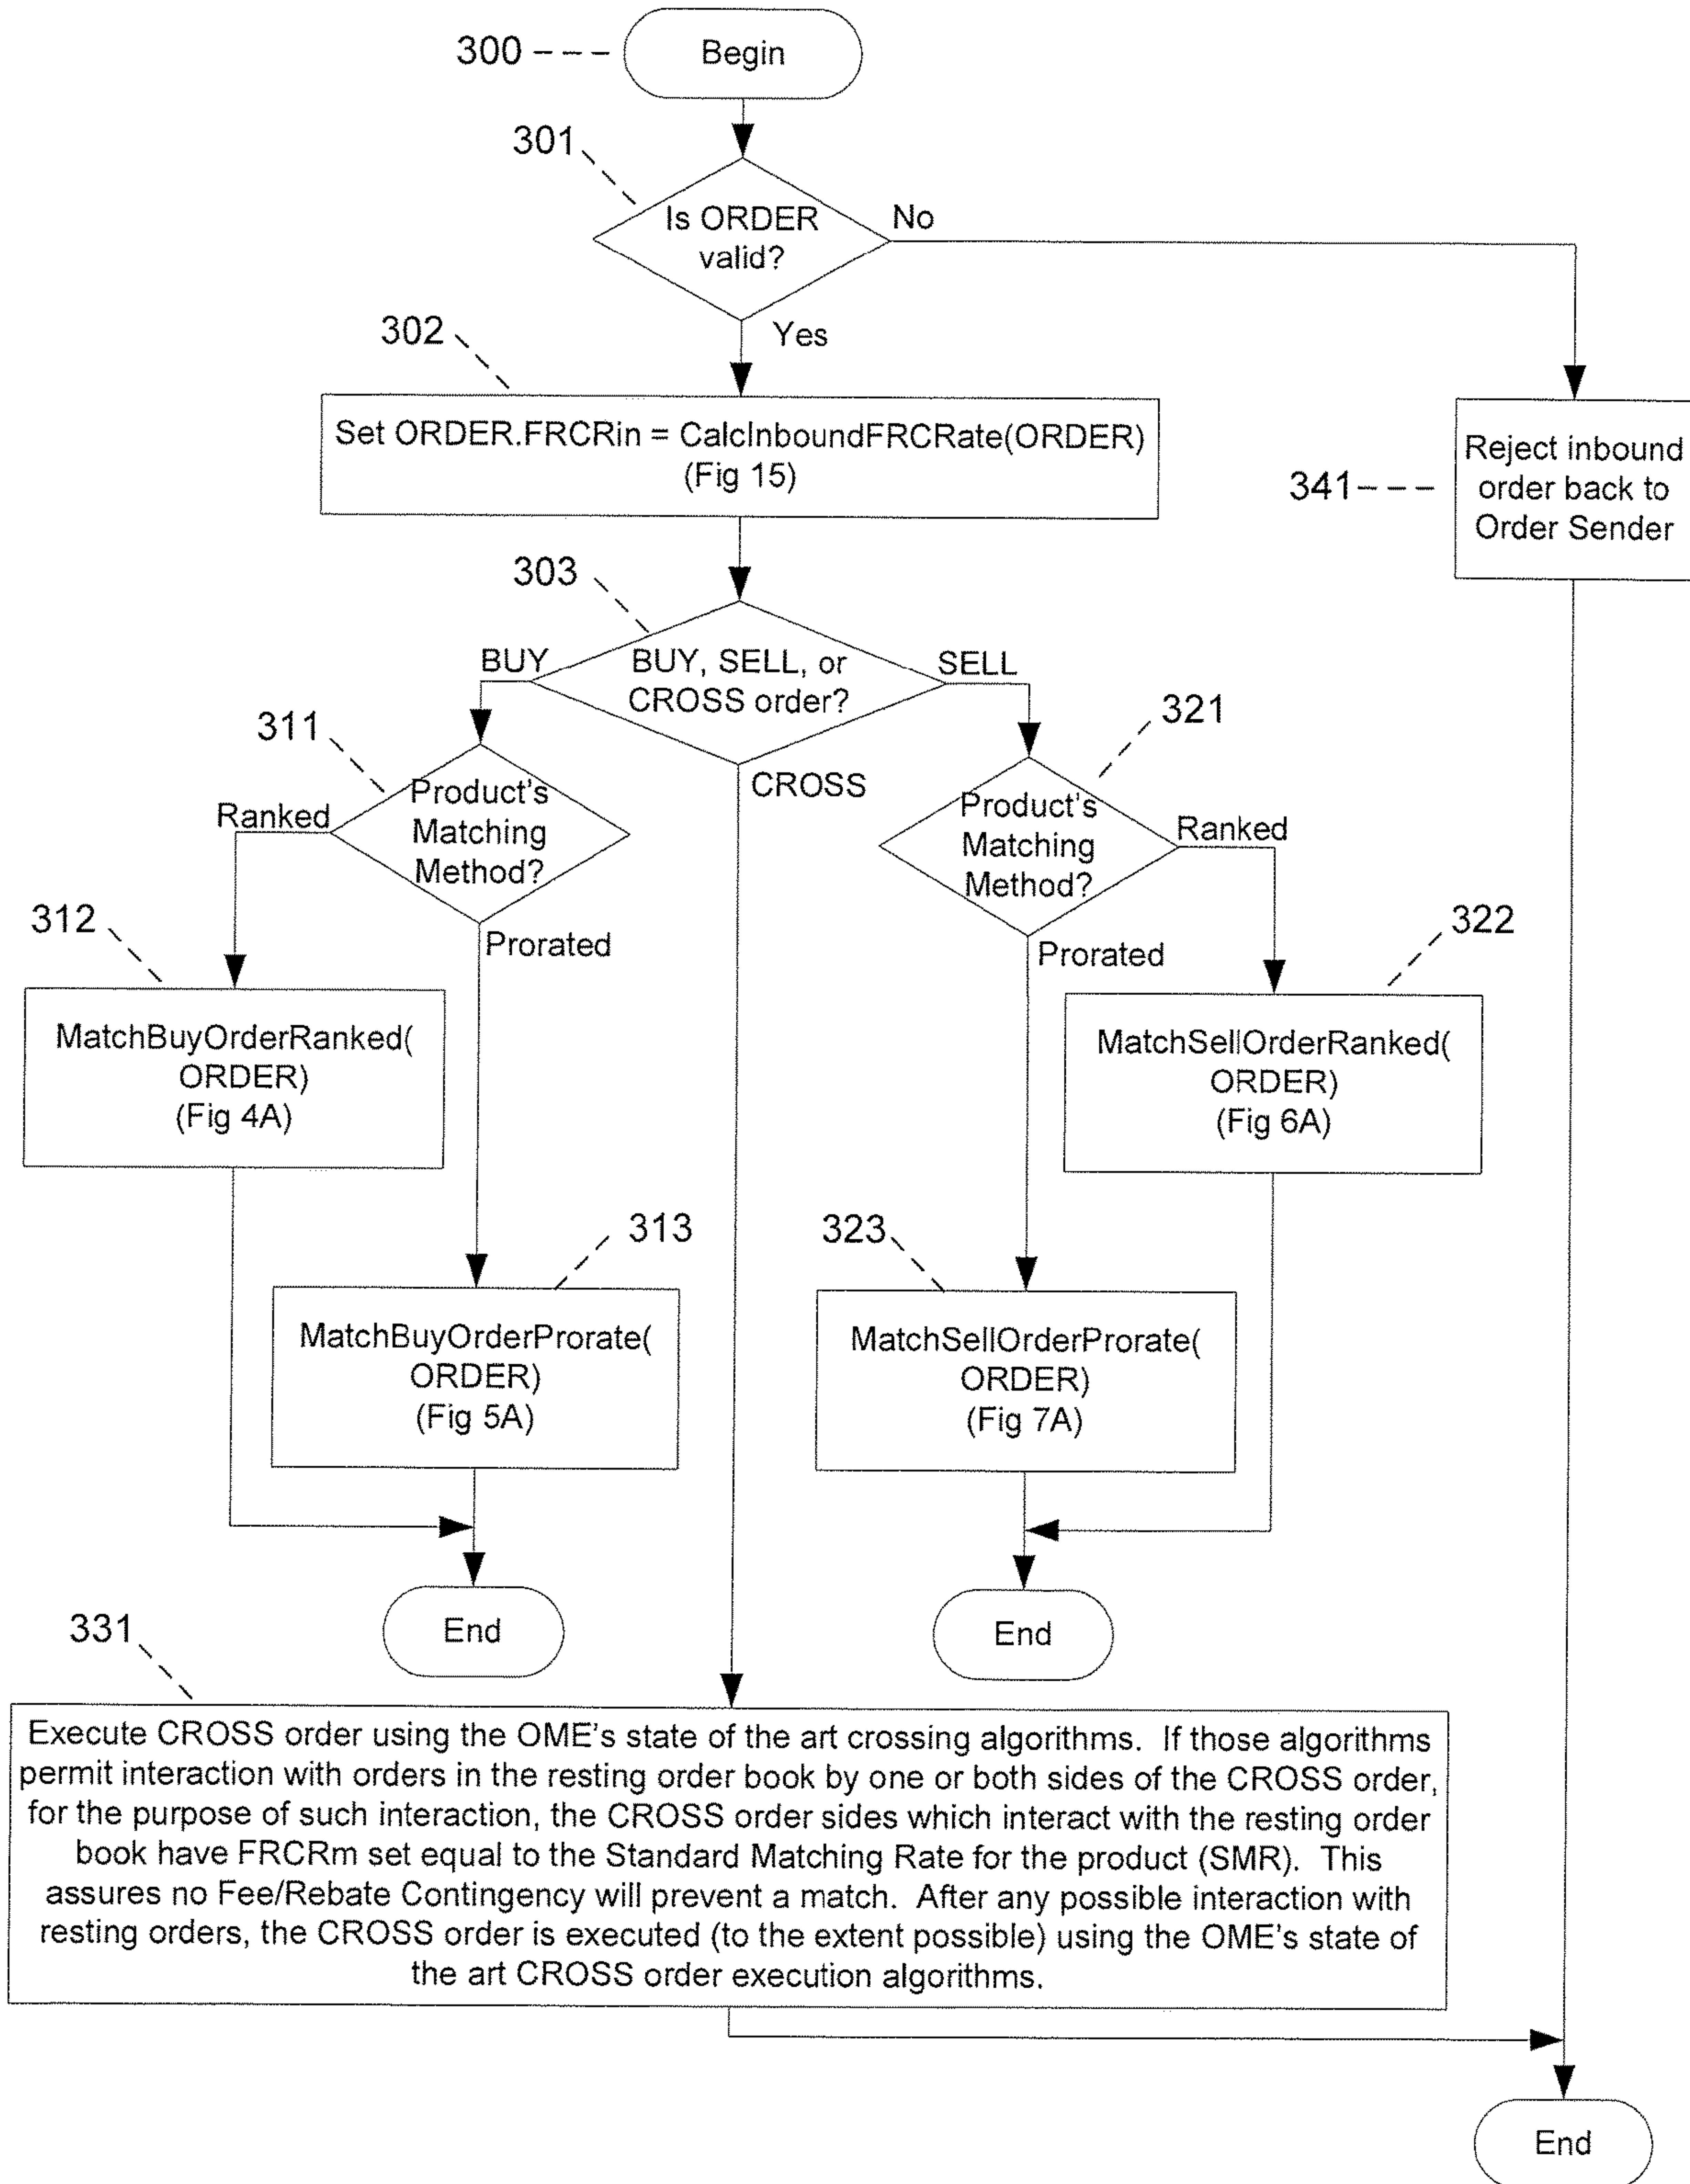 300
Begin
301
Is ORDER
valid?
No
Yes
302
Set ORDER.FRCRin = CalcInboundFRCRate(ORDER)
(Fig 15)
341
Reject inbound
order back to
Order Sender
303
BUY
BUY, SELL, or
CROSS order?
SELL
CROSS
311
Product's
Matching
Method?
Ranked
Prorated
321
Product's
Matching
Method?
Ranked
Prorated
312
MatchBuyOrderRanked(
ORDER)
(Fig 4A)
322
MatchSellOrderRanked(
ORDER)
(Fig 6A)
313
MatchBuyOrderProrate(
ORDER)
(Fig 5A)
323
MatchSellOrderProrate(
ORDER)
(Fig 7A)
End
End
331
Execute CROSS order using the OME's state of the art crossing algorithms. If those algorithms
permit interaction with orders in the resting order book by one or both sides of the CROSS order,
for the purpose of such interaction, the CROSS order sides which interact with the resting order
book have FRCRm set equal to the Standard Matching Rate for the product (SMR). This
assures no Fee/Rebate Contingency will prevent a match. After any possible interaction with
resting orders, the CROSS order is executed (to the extent possible) using the OME's state of
the art CROSS order execution algorithms.
End